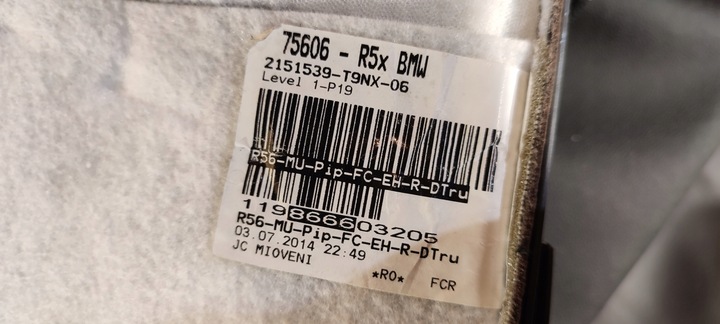 75606 - R5x BMW
2151539-T9NX-06
Level 1-P19
R56-MU-Pip-FC-EH-R-DTru
119866603205
R56-MU-Pip-FC-EH-R-DTru
03.07.2014 22:49
JC MIOVENI
*RO* FCR